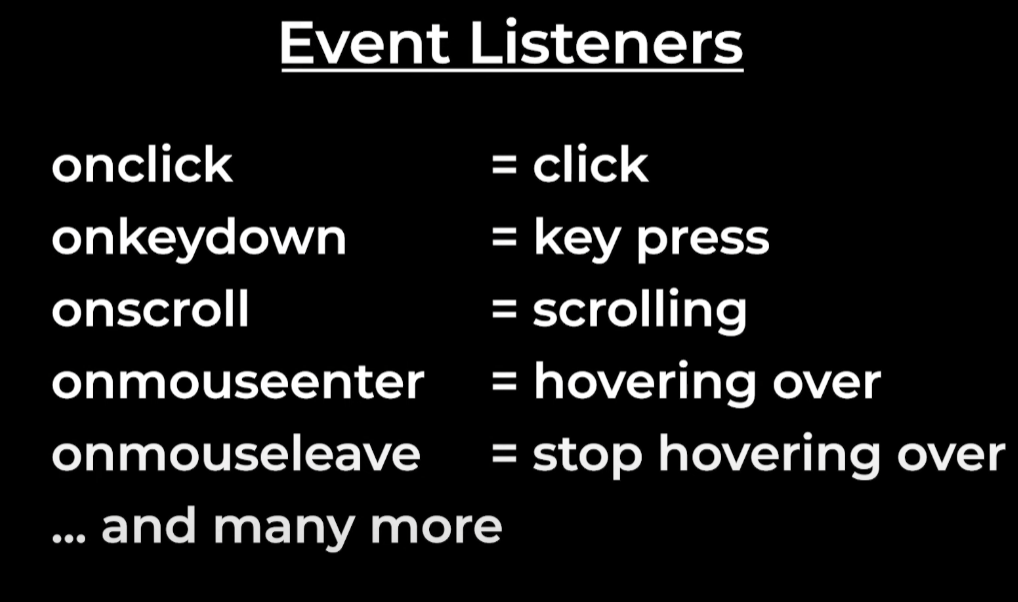 Event Listeners
onclick = click
onkeydown = key press
onscroll = scrolling
onmouseenter = hovering over
onmouseleave = stop hovering over
... and many more